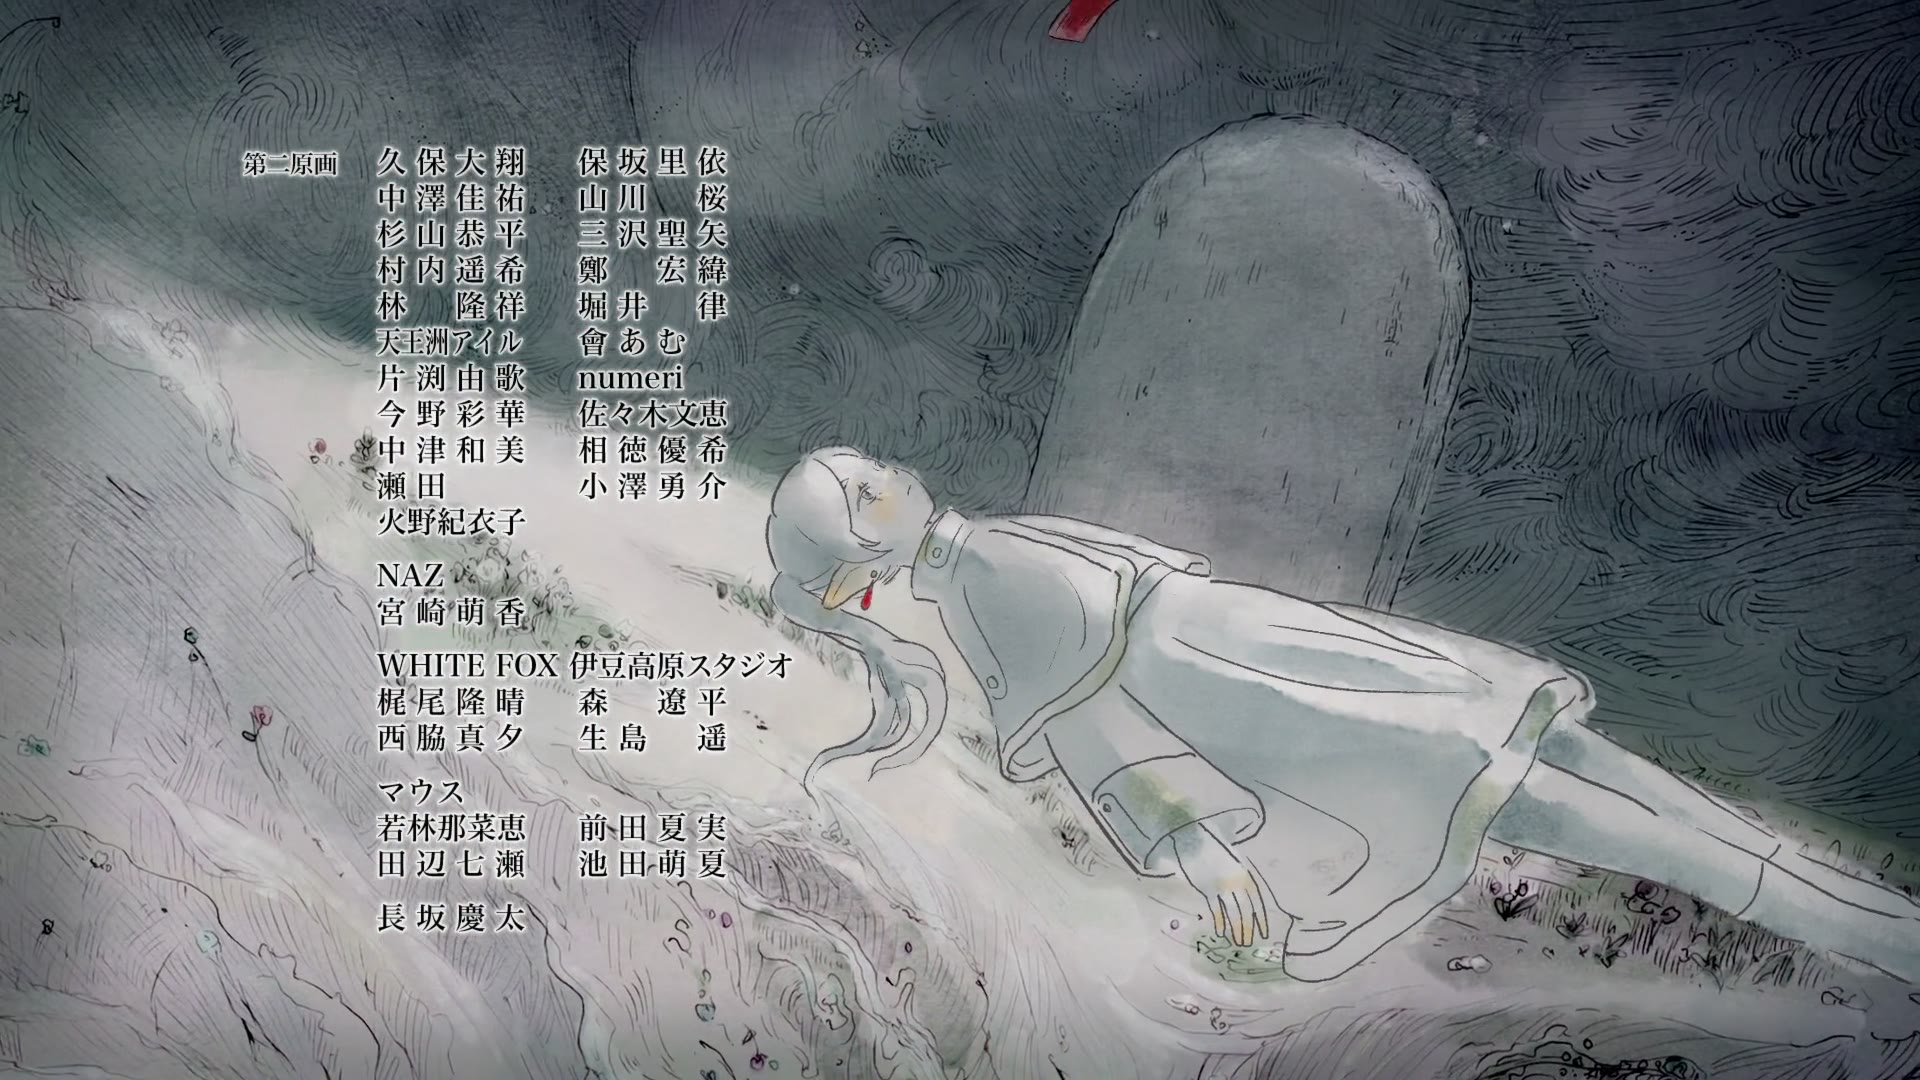 第二原画 久保大翔 保坂里依
中澤佳祐 山川桜
杉山恭平 三沢聖矢
村内遥希 鄭宏緯
林隆祥 堀井律
天王洲アイル 會あむ
片渕由歌 numeri
今野彩華 佐々木文恵
中津和美 相徳優希
瀬田 小澤勇介
火野紀衣子
NAZ
宮崎萌香
WHITE FOX 伊豆高原スタジオ
梶尾隆晴 森遼平
西脇真夕 生島遥
マウス
若林那菜恵 前田夏実
田辺七瀬 池田萌夏
長坂慶太